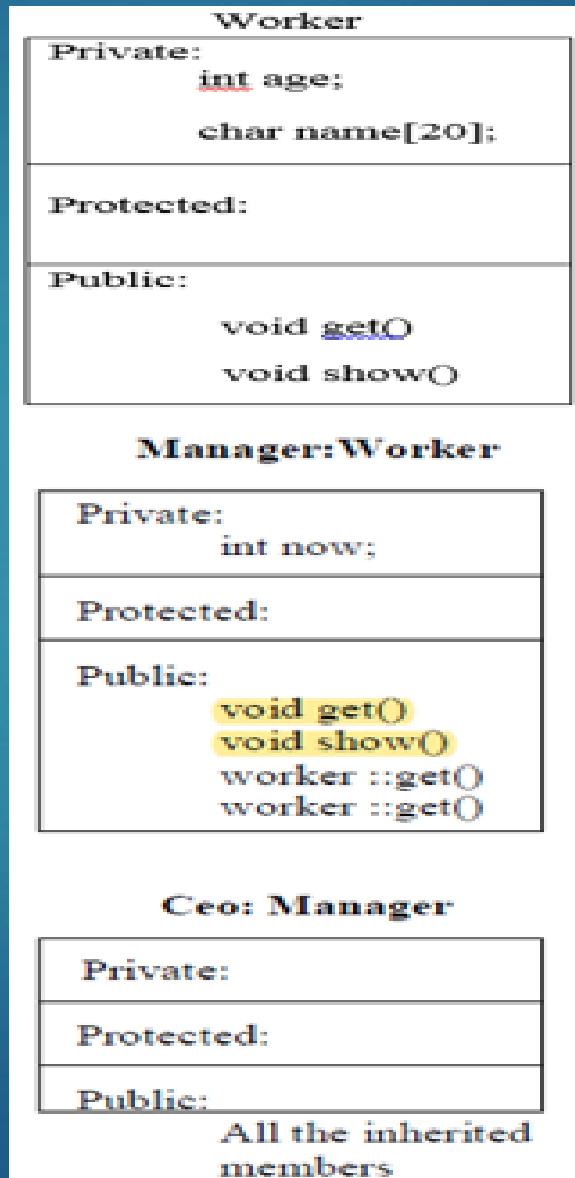 Worker
Private:
int age;
char name[20];
Protected:
Public:
void get()
void show()
Manager:Worker
Private:
int now;
Protected:
Public:
void get()
void show()
worker ::get()
worker ::get()
Ceo: Manager
Private:
Protected:
Public:
All the inherited
members